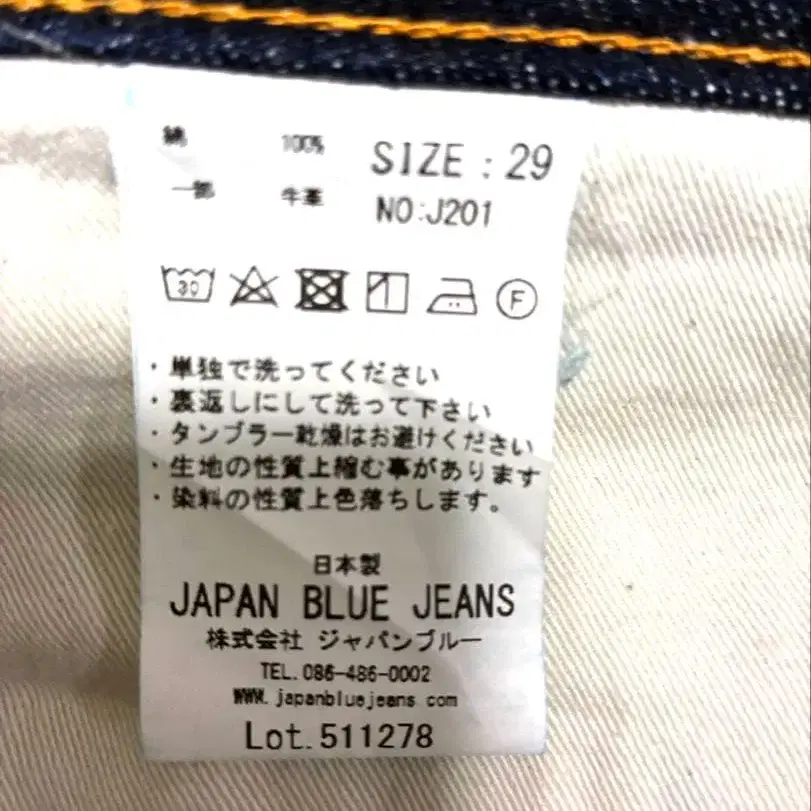 綿 100% SIZE : 29
一部 牛革 NO:J201
30 F
・単独で洗ってください
・裏返しにして洗って下さい
・タンブラー乾燥はお避けください
・生地の性質上縮む事があります
・染料の性質上色落ちします。
日本製
JAPAN BLUE JEANS
株式会社 ジャパンブルー
TEL.086-486-0002
WWW.japanbluejeans.com
Lot.511278